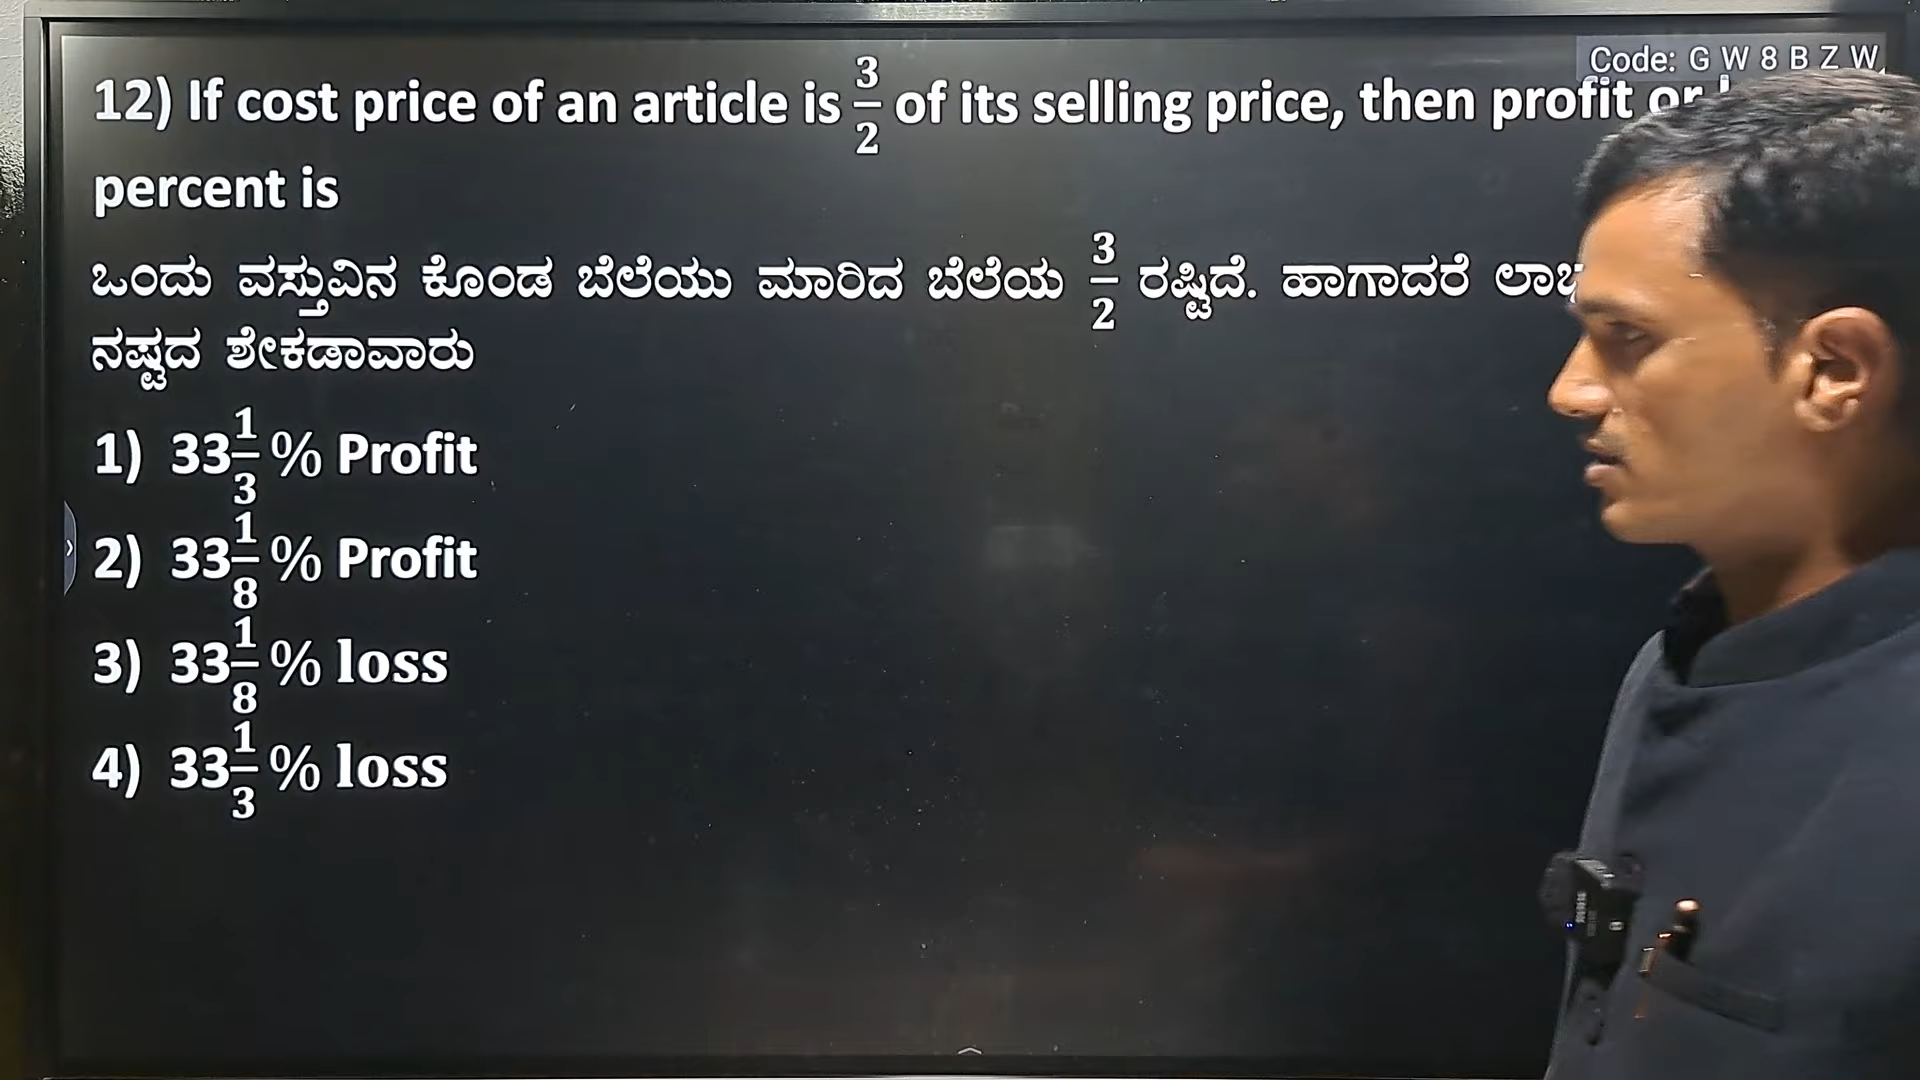 Code: G W 8 B Z W
12) If cost price of an article is 3/2 of its selling price, then profit or
percent is
ಒಂದು ವಸ್ತುವಿನ ಕೊಂಡ ಬೆಲೆಯು ಮಾರಿದ ಬೆಲೆಯ 3/2 ರಷ್ಟಿದೆ. ಹಾಗಾದರೆ ಲಾಭ
ನಷ್ಟದ ಶೇಕಡಾವಾರು
1) 33 1/3 % Profit
2) 33 1/8 % Profit
3) 33 1/8 % loss
4) 33 1/3 % loss